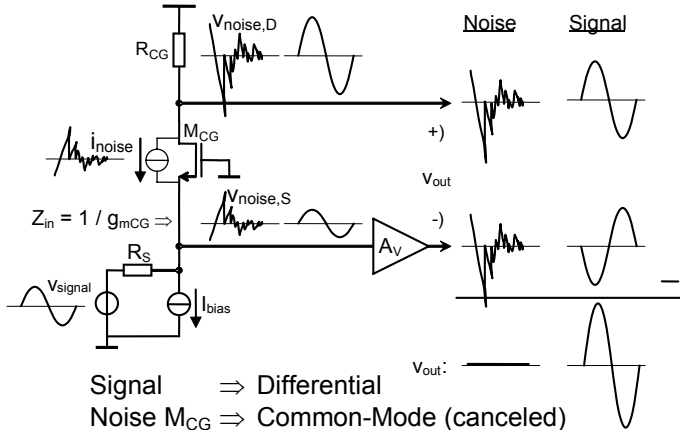 Noise Signal
V_noise,D
R_CG
+)
M_CG
i_noise
V_out
V_noise,S
Z_in = 1 / g_mCG ⇒
-)
A_V
R_S
V_signal
I_bias
V_out:
Signal ⇒ Differential
Noise M_CG ⇒ Common-Mode (canceled)